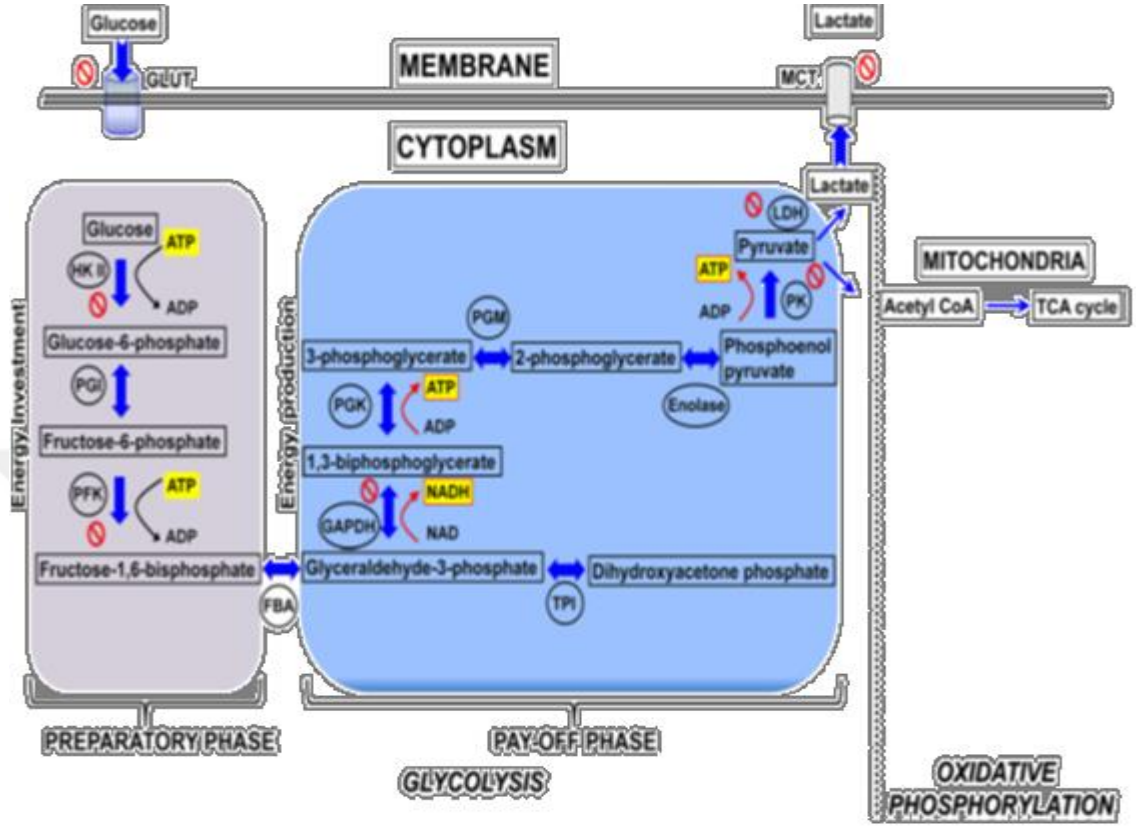 Glucose
GLUT
MEMBRANE
Lactate
MCT
CYTOPLASM
Energy Investment
Glucose
ATP
HK II
ADP
Glucose-6-phosphate
PGI
Fructose-6-phosphate
ATP
PFK
ADP
Fructose-1,6-bisphosphate
FBA
Energy production
Lactate
LDH
Pyruvate
ATP
ADP
PK
PGM
3-phosphoglycerate
2-phosphoglycerate
Phosphoenol
pyruvate
Enolase
ATP
PGK
ADP
1,3-biphosphoglycerate
NADH
GAPDH
NAD
Glyceraldehyde-3-phosphate
TPI
Dihydroxyacetone phosphate
MITOCHONDRIA
Acetyl CoA
TCA cycle
PREPARATORY PHASE
PAY-OFF PHASE
GLYCOLYSIS
OXIDATIVE
PHOSPHORYLATION